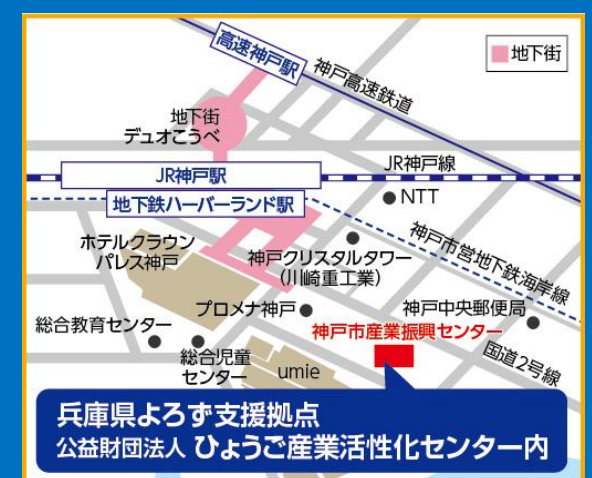 高速神戸駅
地下街
神戸高速鉄道
地下街
デュオこうべ
JR神戸駅
JR神戸線
地下鉄ハーバーランド駅
NTT
ホテルクラウン
パレス神戸
神戸クリスタルタワー
(川崎重工業)
神戸市営地下鉄海岸線
プロメナ神戸
神戸中央郵便局
総合教育センター
神戸市産業振興センター
国道2号線
総合児童
センター
umie
兵庫県よろず支援拠点
公益財団法人 ひょうご産業活性化センター内